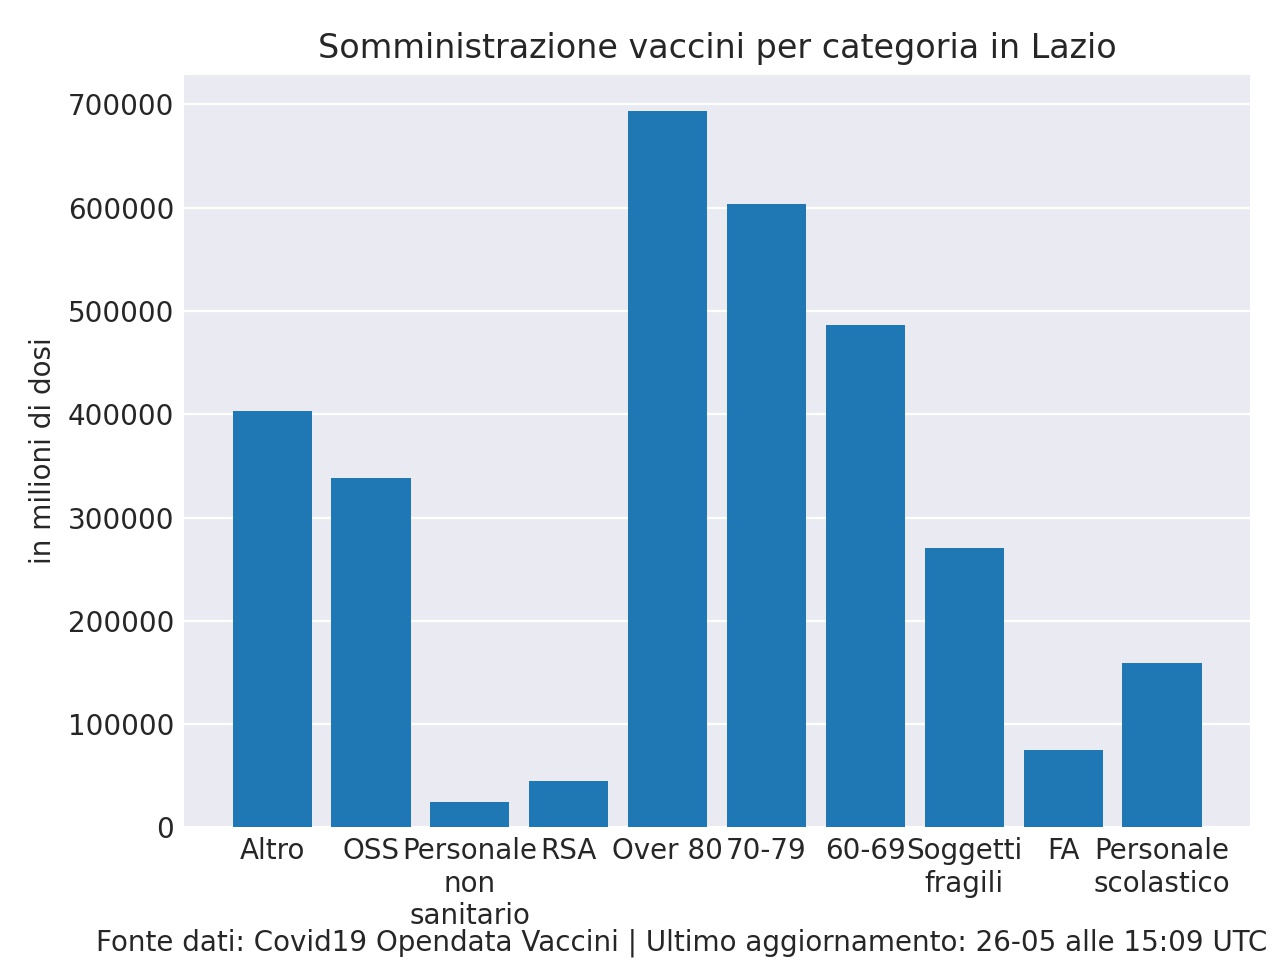 Somministrazione vaccini per categoria in Lazio
700000
600000
500000
400000
300000
200000
100000
0
in milioni di dosi
Altro
OSS
Personale
non
sanitario
RSA
Over 80
70-79
60-69
Soggetti
fragili
FA
Personale
scolastico
Fonte dati: Covid19 Opendata Vaccini | Ultimo aggiornamento: 26-05 alle 15:09 UTC